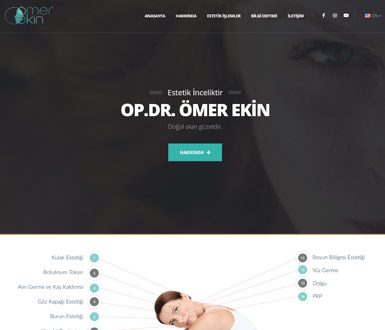 Ömer
Ekin
ANASAYFA HAKKINDA ESTETİK İŞLEMLER BİLGİ DEFTERİ İLETİŞİM EN
Estetik İnceliktir
OP.DR. ÖMER EKİN
Doğal olan güzeldir.
HAKKINDA →
Kulak Estetiği 1
Botulinum Toksin 2
Alın Germe ve Kaş Kaldırma 3
Göz Kapağı Estetiği 4
Burun Estetiği 5
11 Boyun Bölgesi Estetiği
12 Yüz Germe
13 Dolgu
14 PRP